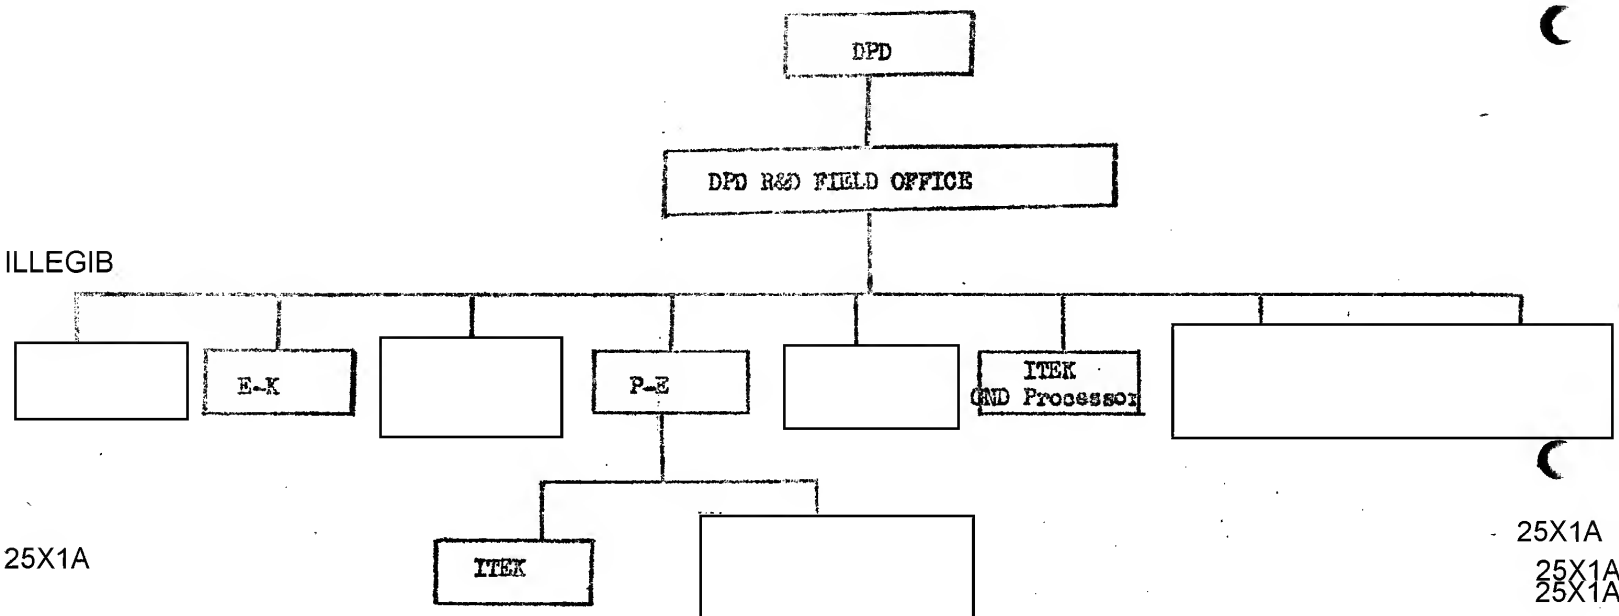 DPD
DPD R&D FIELD OFFICE
ILLEGIB
E-K
P-E
ITEK
GND Processor
25X1A
ITEK
25X1A
25X1A
25X1A